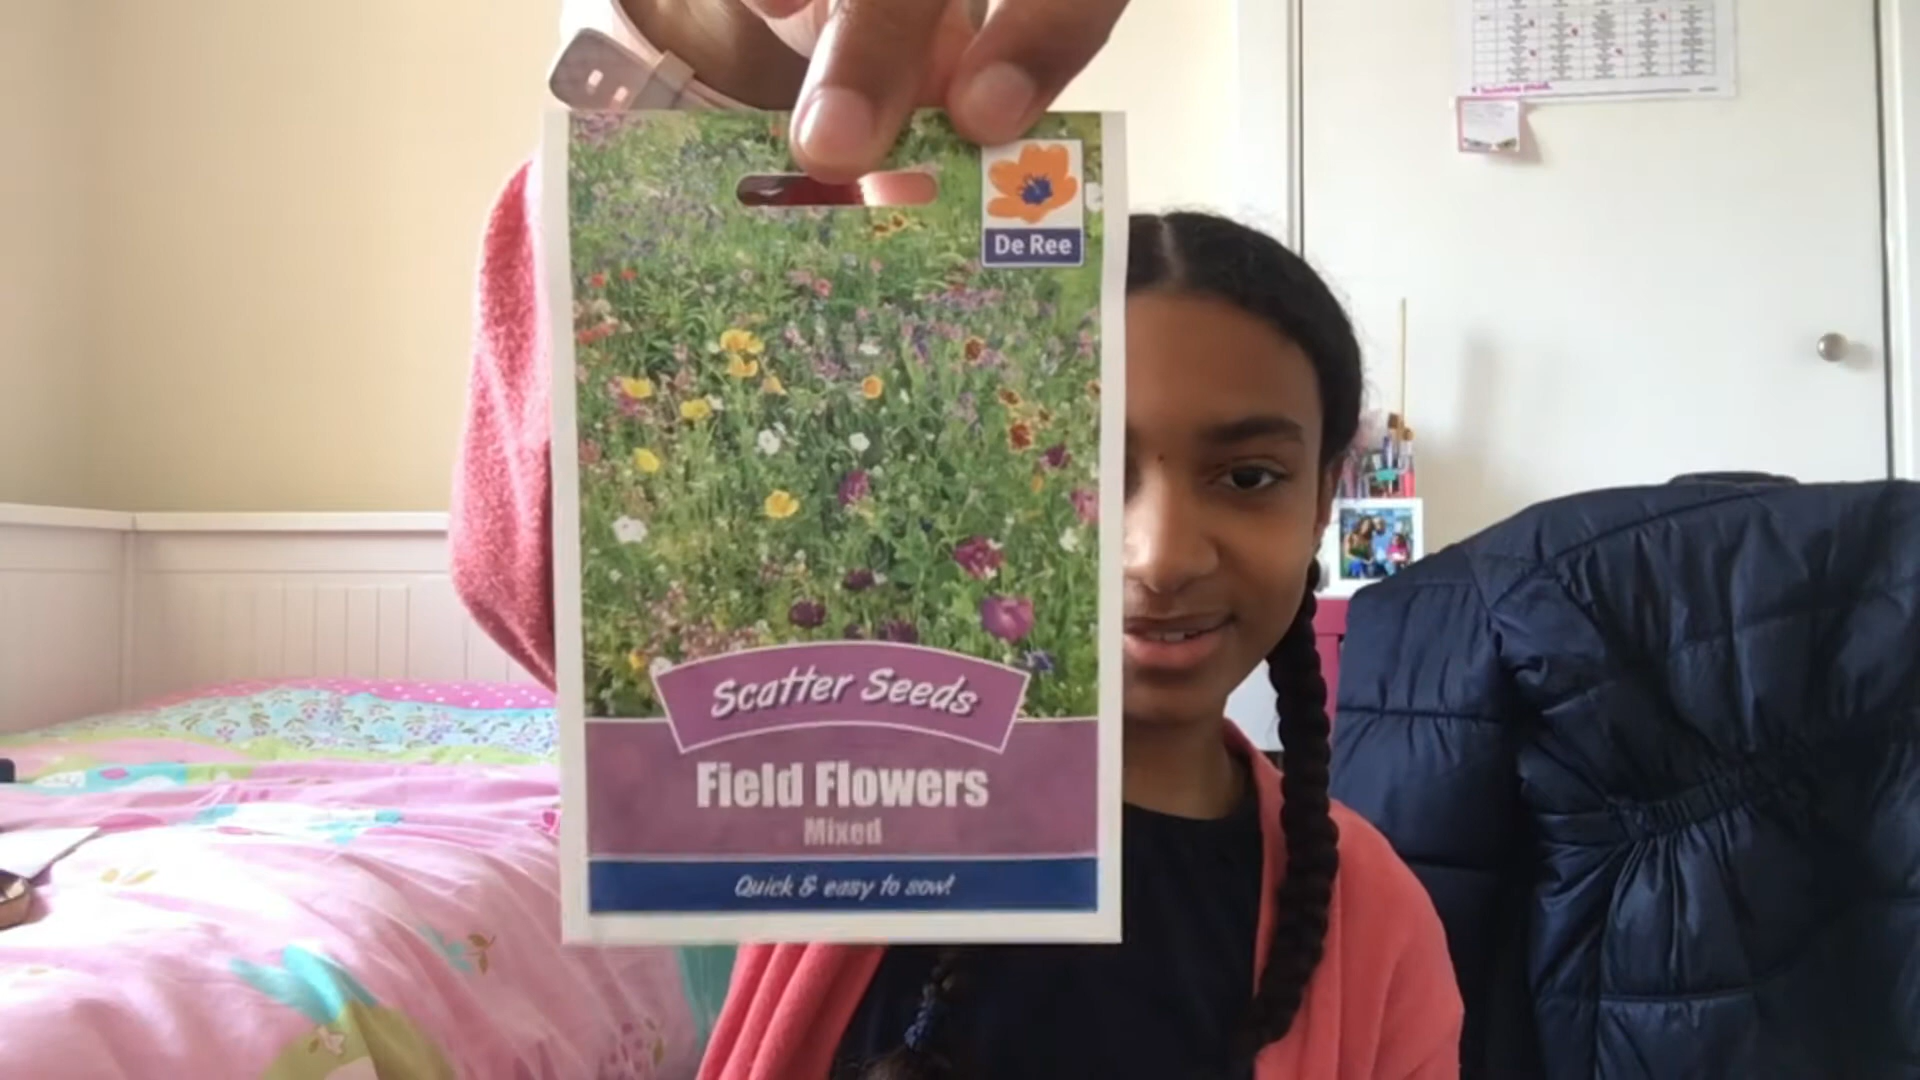 De Ree
Scatter Seeds
Field Flowers
Mixed
Quick & easy to sow!